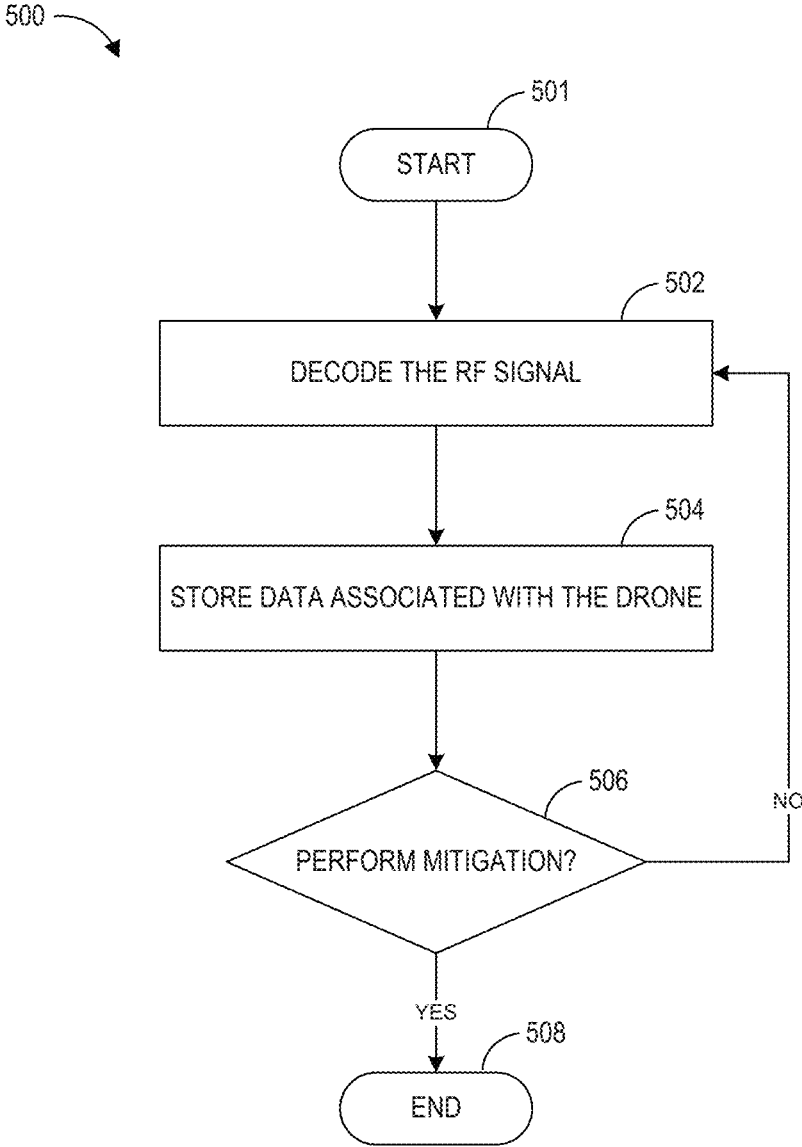 500
501
START
502
DECODE THE RF SIGNAL
504
STORE DATA ASSOCIATED WITH THE DRONE
506
PERFORM MITIGATION?
NO
YES
508
END